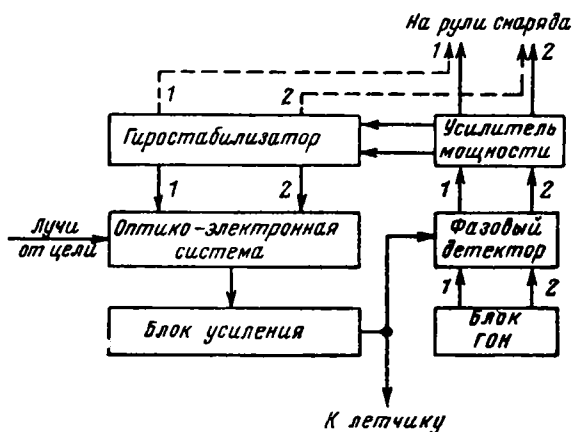 На рули снаряда
1
2
1
2
Гиростабилизатор
Усилитель
мощности
1
2
1
2
Лучи
от цели
Оптико-электронная
система
Фазовый
детектор
1
2
Блок усиления
Блок
ГОН
К летчику